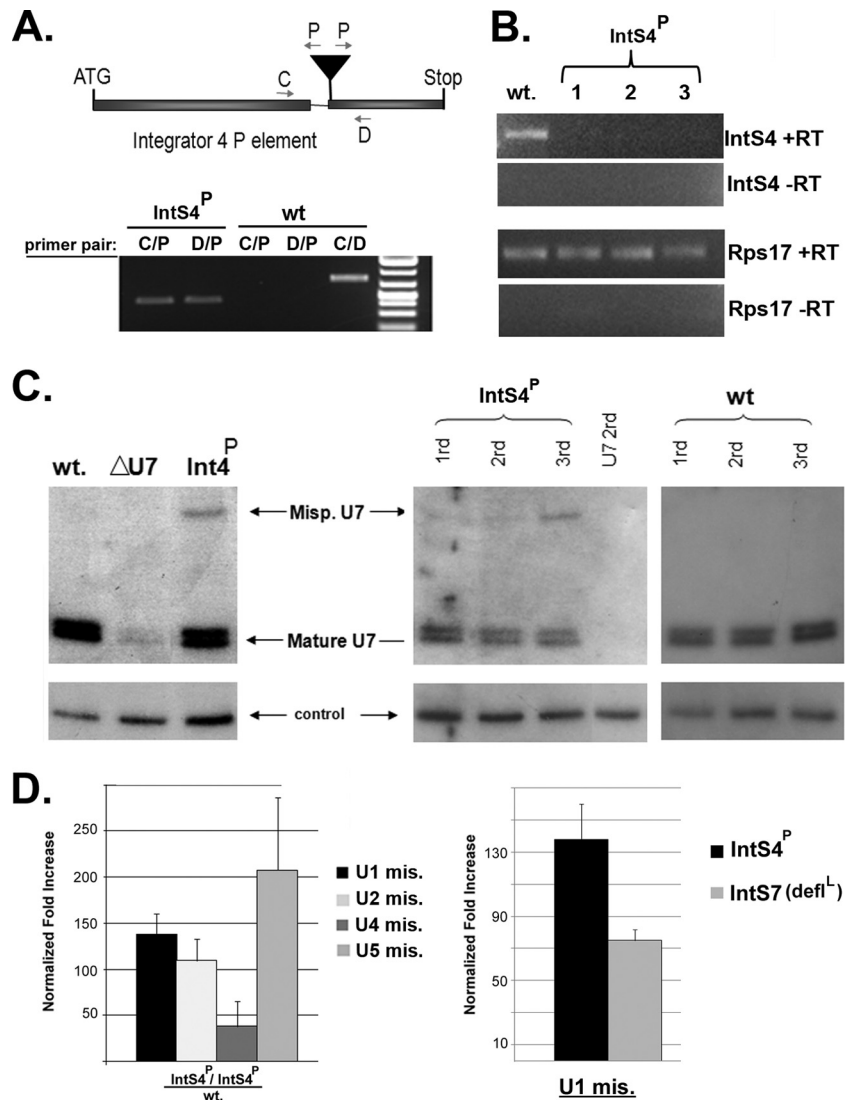 A.
P P
ATG
C
Stop
D
Integrator 4 P element
IntS4P
wt
primer pair:
C/P D/P C/P D/P C/D
B.
IntS4P
wt. 1 2 3
IntS4 +RT
IntS4 -RT
Rps17 +RT
Rps17 -RT
C.
wt. △U7 Int4P
IntS4P
wt
1rd 2rd 3rd U7 2rd
1rd 2rd 3rd
Misp. U7
Mature U7
control
D.
Normalized Fold Increase
250
200
150
100
50
IntS4P / IntS4P
wt.
U1 mis.
U2 mis.
U4 mis.
U5 mis.
Normalized Fold Increase
130
90
50
10
U1 mis.
IntS4P
IntS7 (deflL)